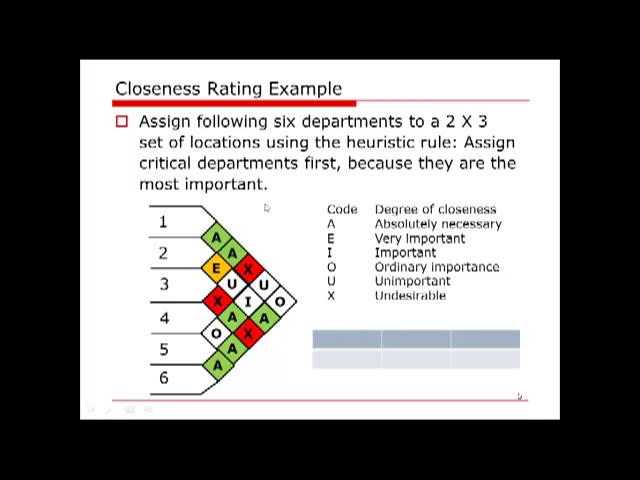 Closeness Rating Example
Assign following six departments to a 2 X 3
set of locations using the heuristic rule: Assign
critical departments first, because they are the
most important.
Code Degree of closeness
A Absolutely necessary
E Very important
I Important
O Ordinary importance
U Unimportant
X Undesirable
1
A
2 A
E X
3 U U
X I O
4 A A
O X
5 A
A
6